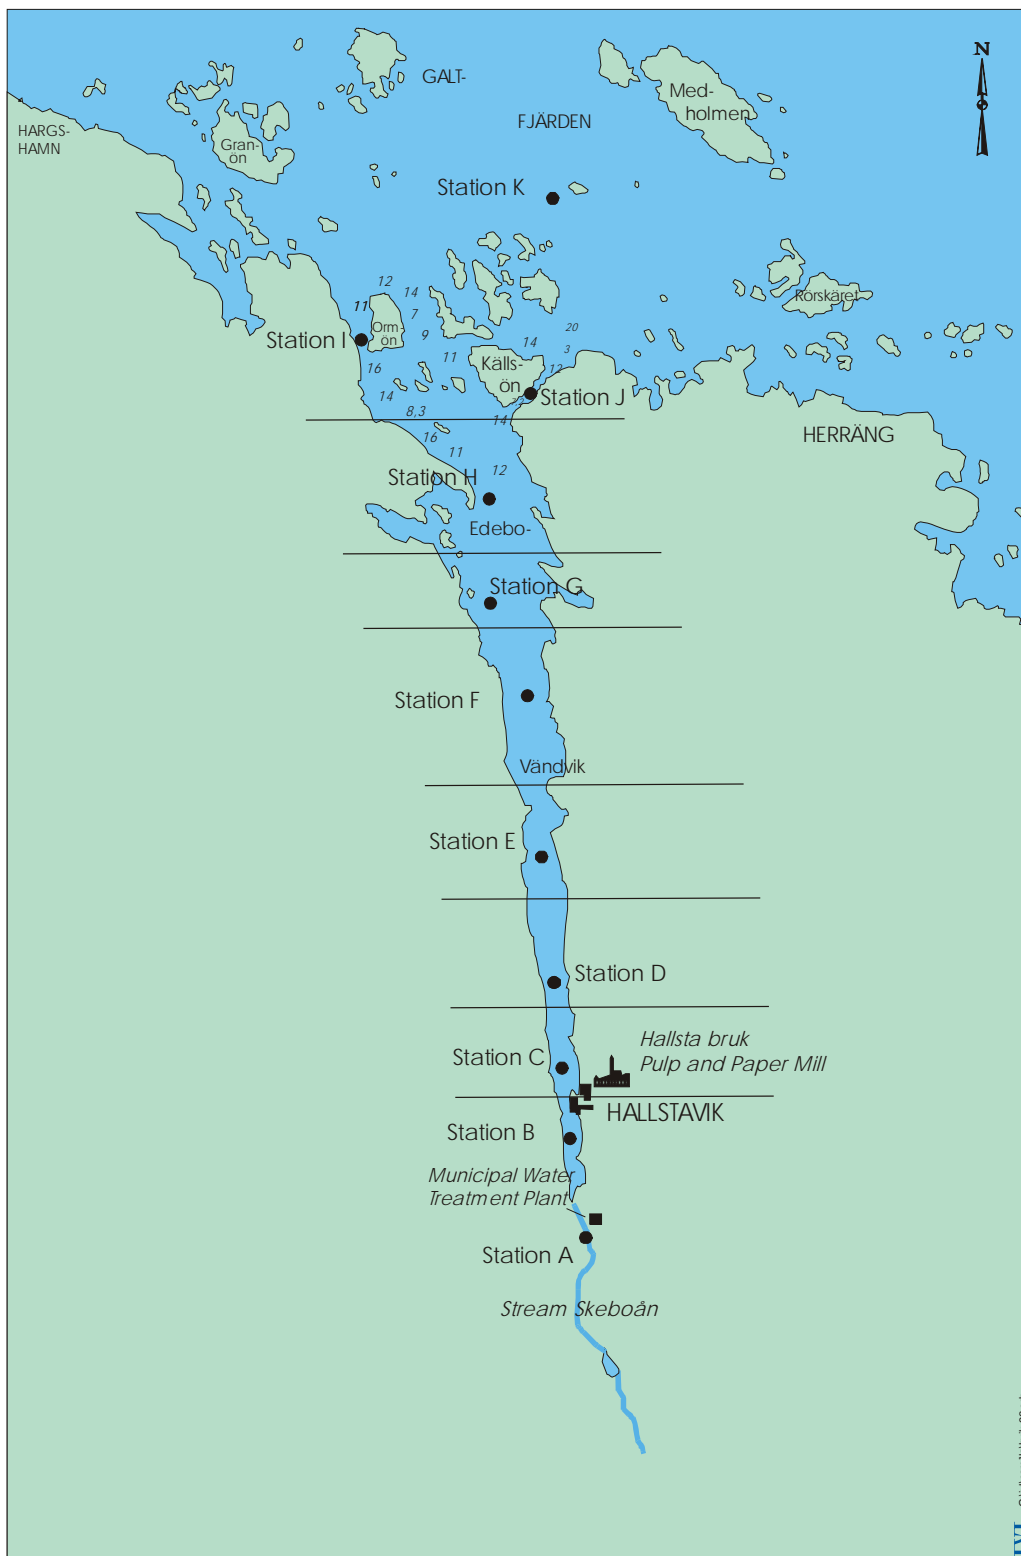 N
GALT-
Med-
holmen
FJÄRDEN
HARGS-
HAMN
Gran-
ön
Station K
Rörskäret
12
14
11
7
Orm-
ön
Station I
9
20
14
3
11
Källs-
ön
12
16
Station J
14
8,3
14
16
HERRÄNG
11
Station H
12
Edebo-
Station G
Station F
Vändvik
Station E
Station D
Hallsta bruk
Pulp and Paper Mill
Station C
HALLSTAVIK
Station B
Municipal Water
Treatment Plant
Station A
Stream Skeboån
IVL